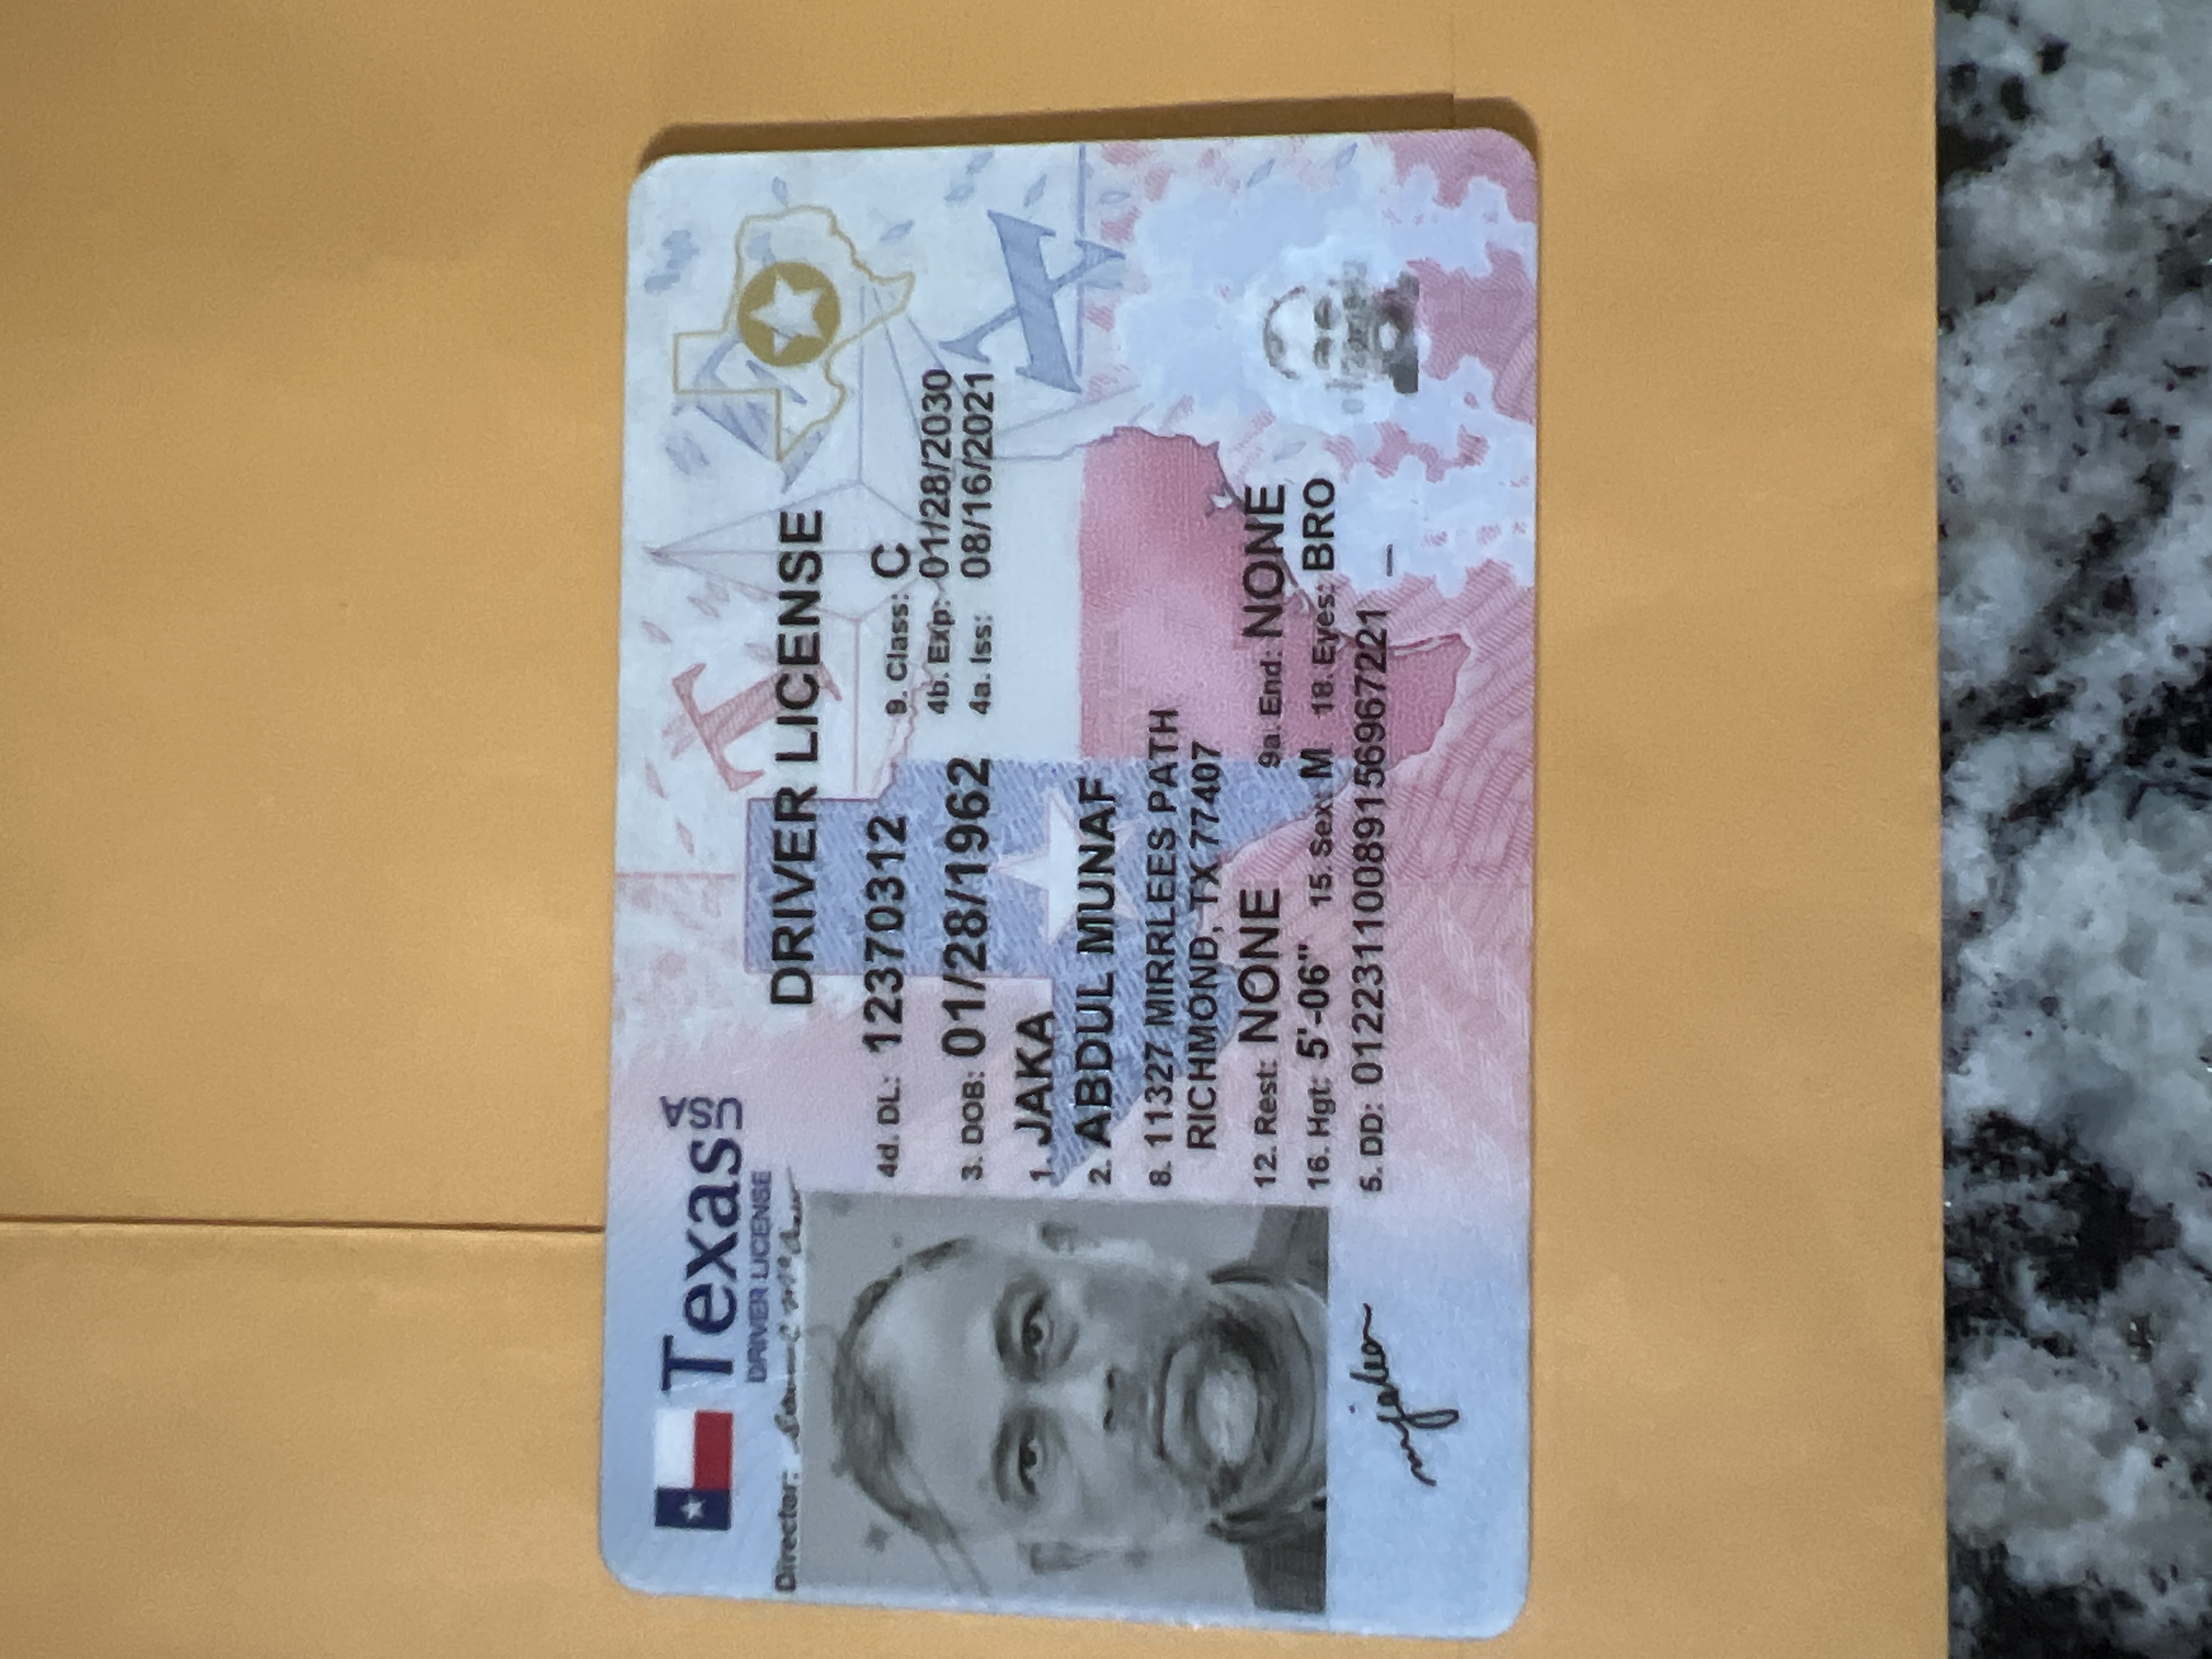 Texas USA
DRIVER LICENSE
Director:
DRIVER LICENSE
4d. DL: 12370312
9. Class: C
4b. Exp: 01/28/2030
3. DOB: 01/28/1962
4a. Iss: 08/16/2021
1. JAKA
2. ABDUL MUNAF
8. 11327 MIRRLEES PATH
RICHMOND, TX 77407
12. Rest: NONE 9a. End: NONE
16. Hgt: 5'-06" 15. Sex: M 18. Eyes: BRO
5. DD: 01223110089156967221
T
X